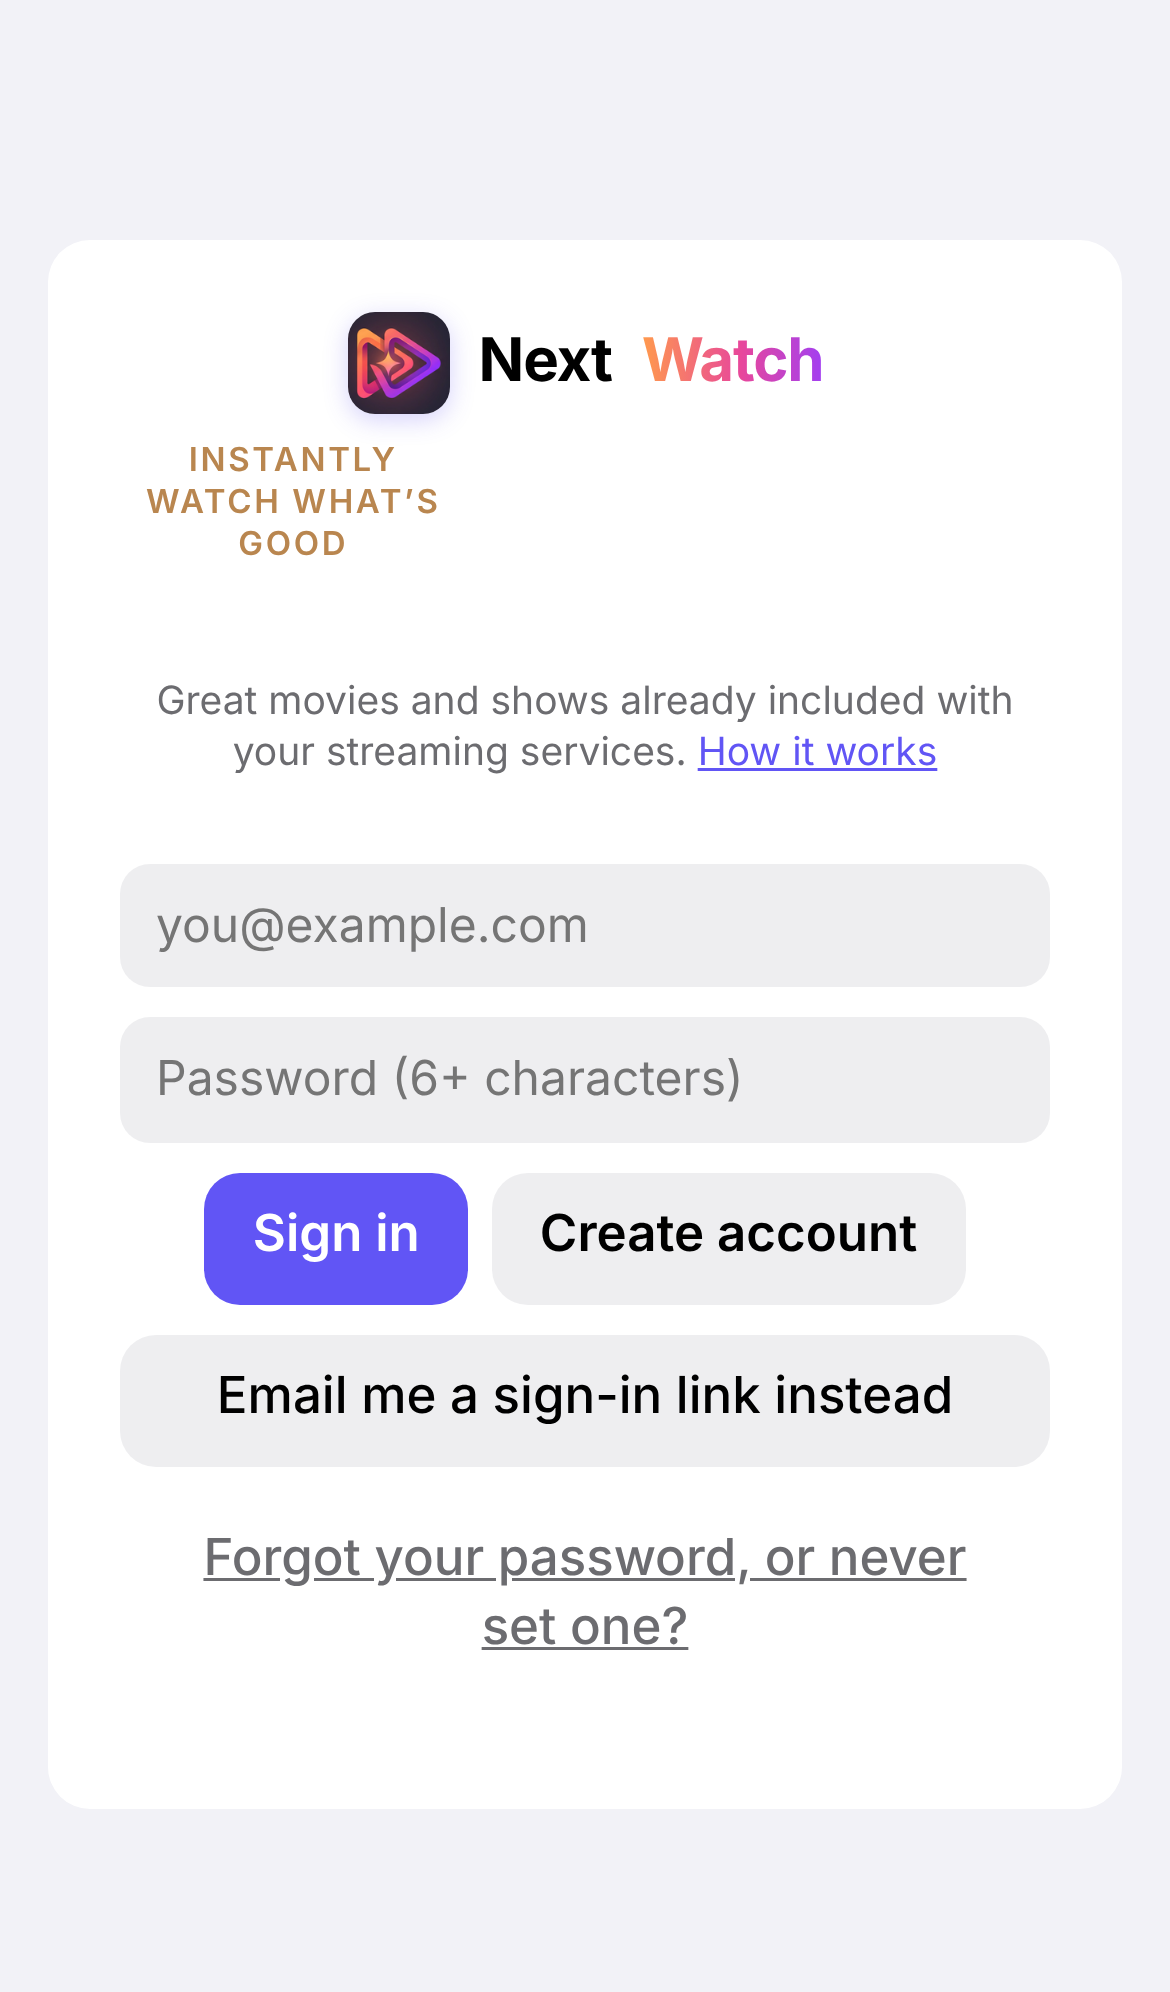 Next Watch
INSTANTLY
WATCH WHAT’S
GOOD
Great movies and shows already included with
your streaming services. How it works
you@example.com
Password (6+ characters)
Sign in
Create account
Email me a sign-in link instead
Forgot your password, or never
set one?